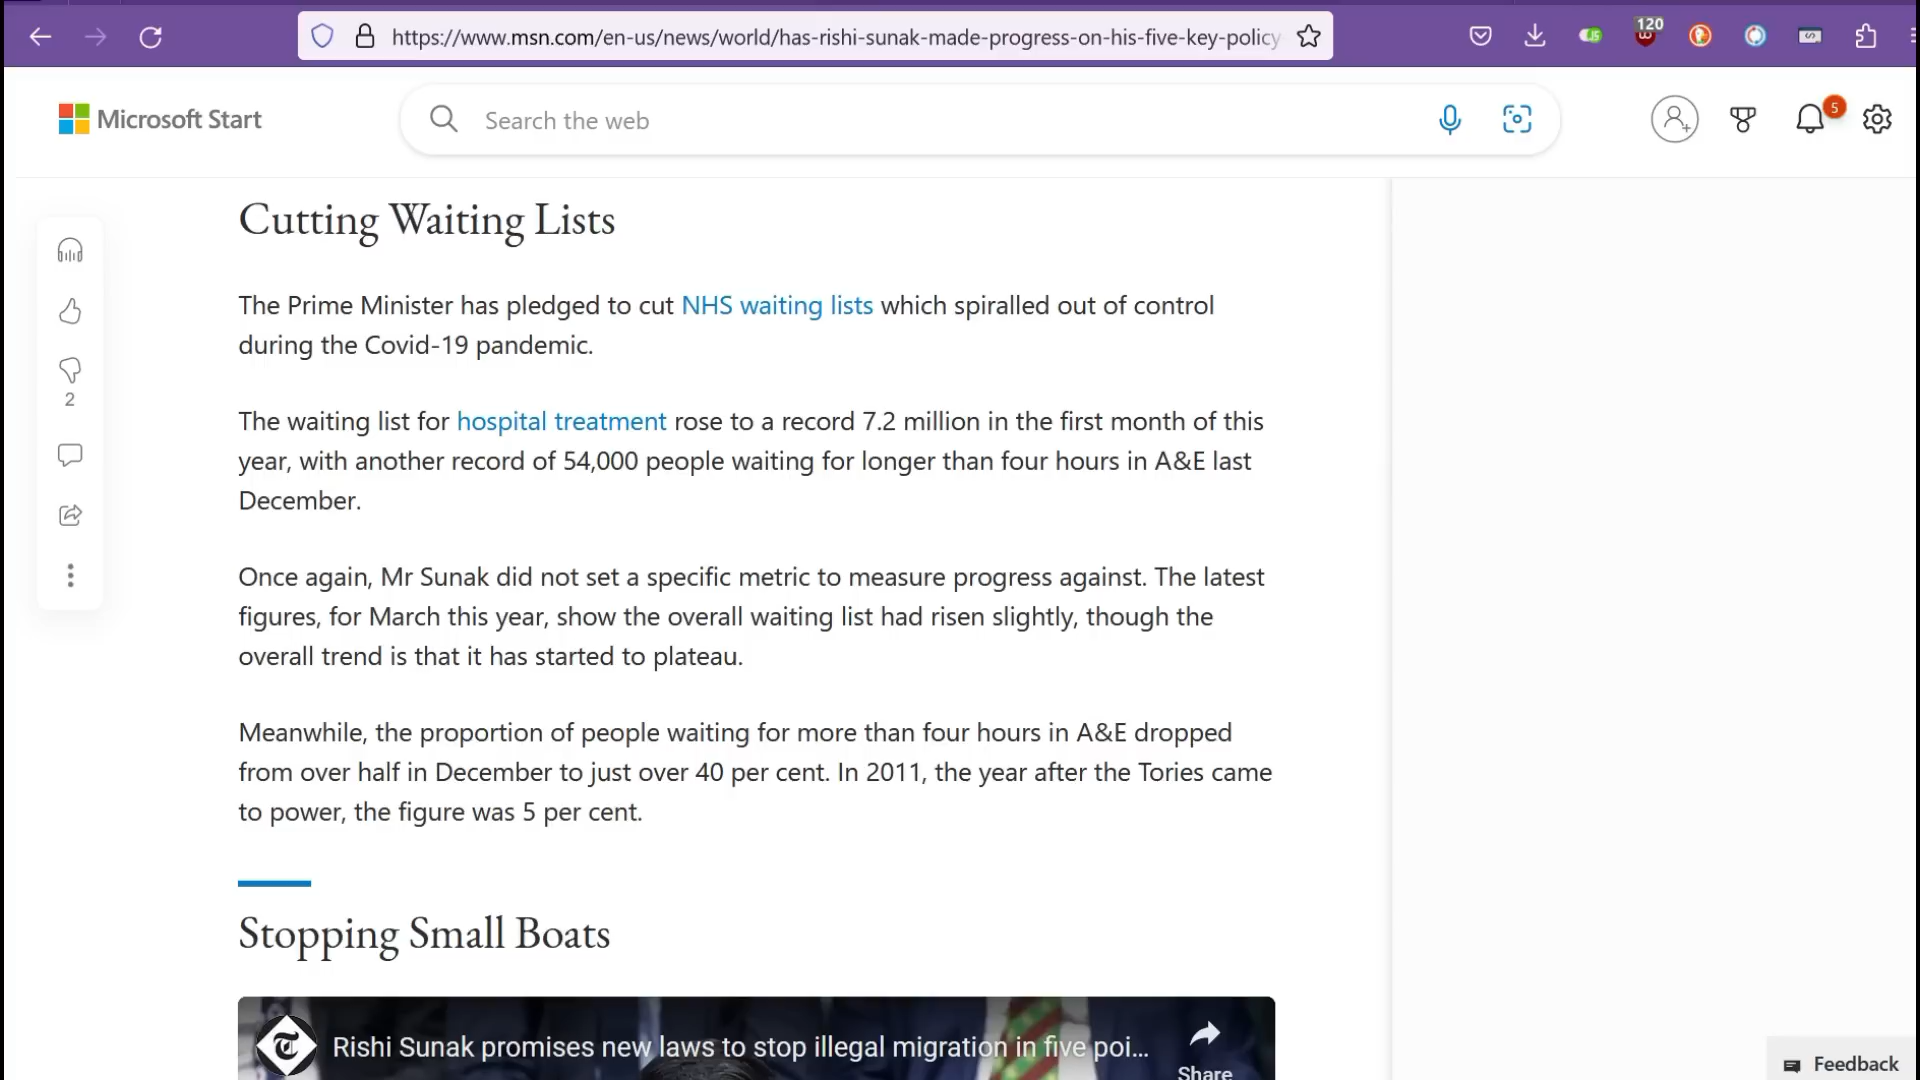 https://www.msn.com/en-us/news/world/has-rishi-sunak-made-progress-on-his-five-key-policy
120
Microsoft Start
Search the web
5
Cutting Waiting Lists
The Prime Minister has pledged to cut NHS waiting lists which spiralled out of control
during the Covid-19 pandemic.
2
The waiting list for hospital treatment rose to a record 7.2 million in the first month of this
year, with another record of 54,000 people waiting for longer than four hours in A&E last
December.
Once again, Mr Sunak did not set a specific metric to measure progress against. The latest
figures, for March this year, show the overall waiting list had risen slightly, though the
overall trend is that it has started to plateau.
Meanwhile, the proportion of people waiting for more than four hours in A&E dropped
from over half in December to just over 40 per cent. In 2011, the year after the Tories came
to power, the figure was 5 per cent.
Stopping Small Boats
Rishi Sunak promises new laws to stop illegal migration in five poi...
Share
Feedback